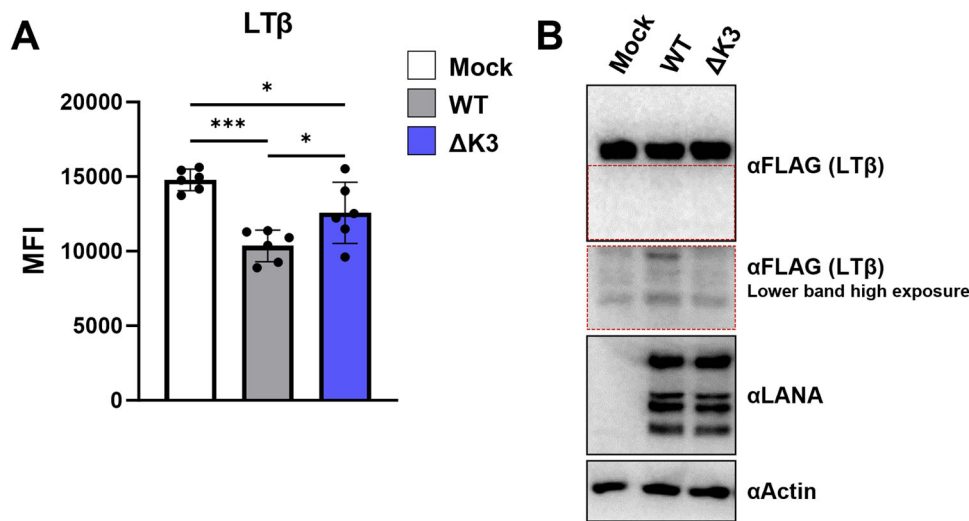 A
LTβ
Mock
WT
ΔK3
*
***
*
20000
15000
10000
5000
0
MFI
B
Mock
WT
ΔK3
αFLAG (LTβ)
αFLAG (LTβ)
Lower band high exposure
αLANA
αActin